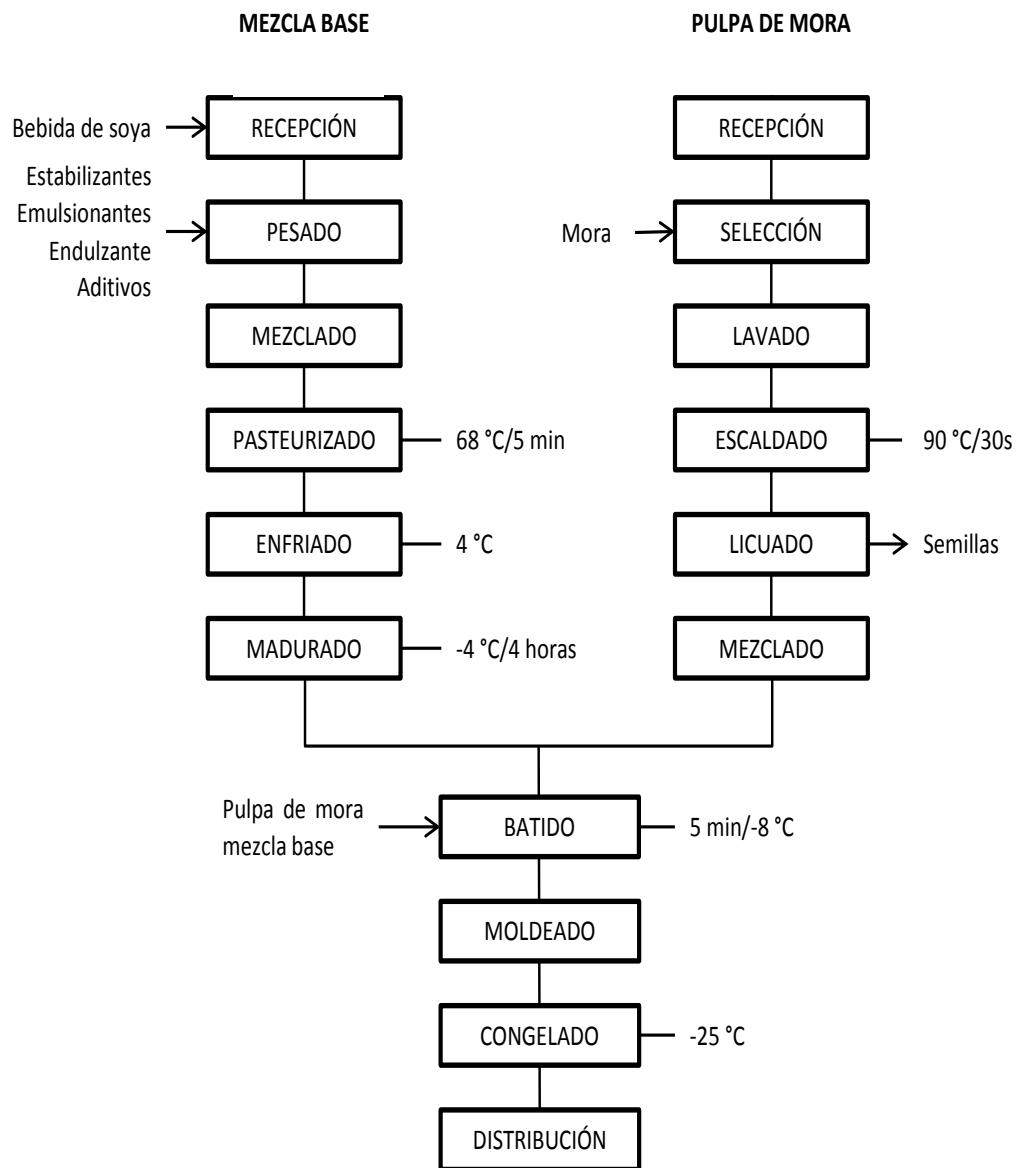 MEZCLA BASE
PULPA DE MORA
Bebida de soya
RECEPCIÓN
RECEPCIÓN
Estabilizantes
Emulsionantes
Endulzante
Aditivos
PESADO
Mora
SELECCIÓN
MEZCLADO
LAVADO
PASTEURIZADO
68 °C/5 min
ESCALDADO
90 °C/30s
ENFRIADO
4 °C
LICUADO
Semillas
MADURADO
-4 °C/4 horas
MEZCLADO
Pulpa de mora
mezcla base
BATIDO
5 min/-8 °C
MOLDEADO
CONGELADO
-25 °C
DISTRIBUCIÓN